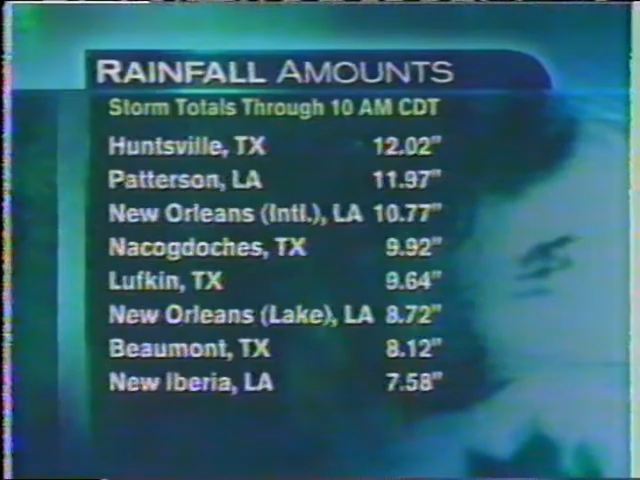 RAINFALL AMOUNTS
Storm Totals Through 10 AM CDT
Huntsville, TX 12.02"
Patterson, LA 11.97"
New Orleans (Intl.), LA 10.77"
Nacogdoches, TX 9.92"
Lufkin, TX 9.64"
New Orleans (Lake), LA 8.72"
Beaumont, TX 8.12"
New Iberia, LA 7.58"